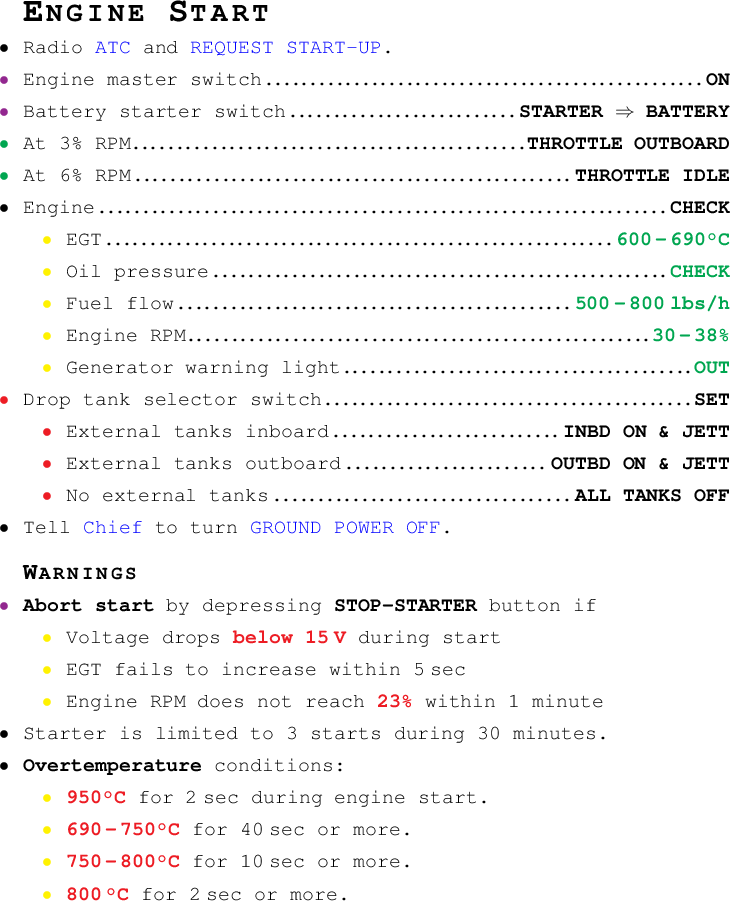 ENGINE START
• Radio ATC and REQUEST START-UP.
• Engine master switch..................................................ON
• Battery starter switch..........................STARTER ⇒ BATTERY
• At 3% RPM.............................................THROTTLE OUTBOARD
• At 6% RPM..................................................THROTTLE IDLE
• Engine.................................................................CHECK
• EGT..........................................................600-690°C
• Oil pressure....................................................CHECK
• Fuel flow.............................................500-800 lbs/h
• Engine RPM.....................................................30-38%
• Generator warning light........................................OUT
• Drop tank selector switch..........................................SET
• External tanks inboard..........................INBD ON & JETT
• External tanks outboard.......................OUTBD ON & JETT
• No external tanks..................................ALL TANKS OFF
• Tell Chief to turn GROUND POWER OFF.
WARNINGS
• Abort start by depressing STOP-STARTER button if
• Voltage drops below 15 V during start
• EGT fails to increase within 5 sec
• Engine RPM does not reach 23% within 1 minute
• Starter is limited to 3 starts during 30 minutes.
• Overtemperature conditions:
• 950°C for 2 sec during engine start.
• 690-750°C for 40 sec or more.
• 750-800°C for 10 sec or more.
• 800 °C for 2 sec or more.